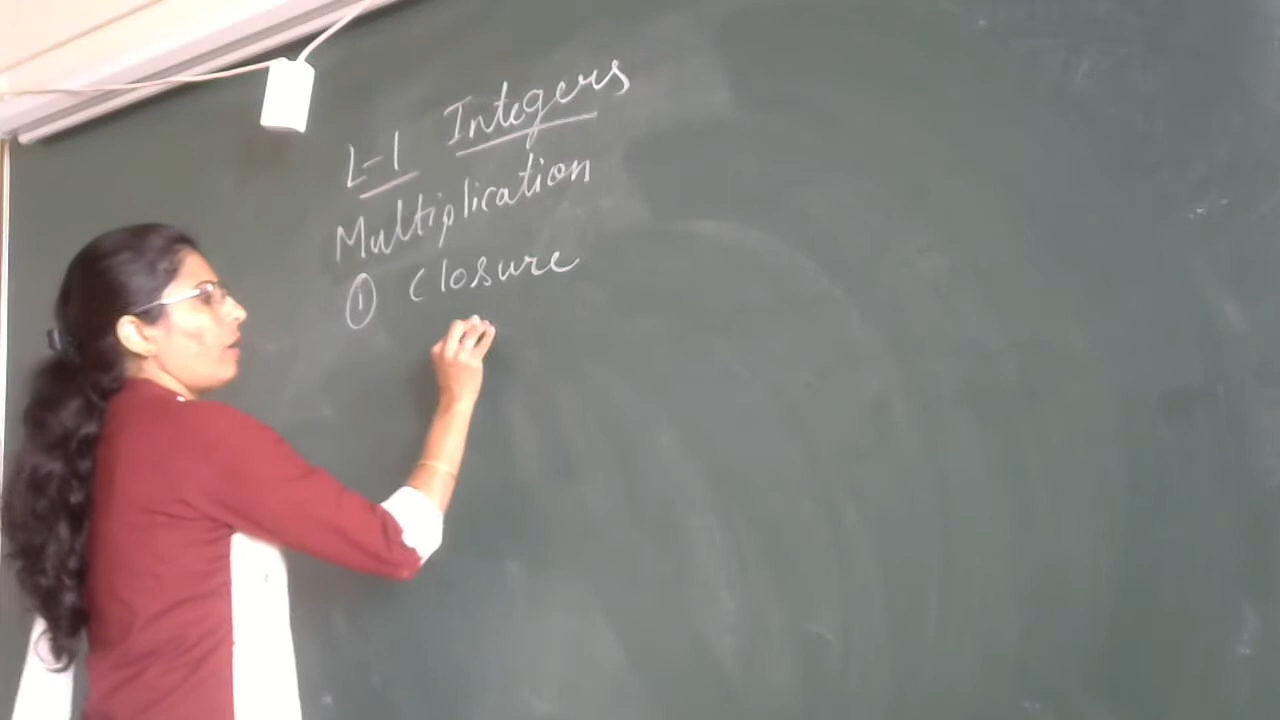 L-1 Integers
Multiplication
① Closure